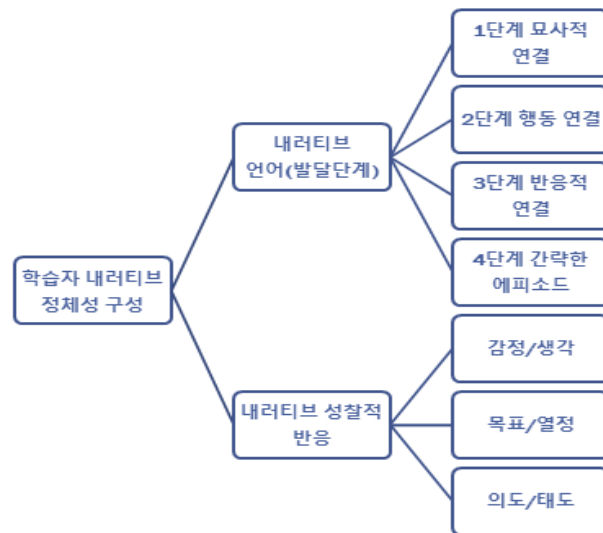 1단계 묘사적
연결
내러티브
언어(발달단계)
2단계 행동 연결
3단계 반응적
연결
4단계 간략한
에피소드
학습자 내러티브
정체성 구성
내러티브 성찰적
반응
감정/생각
목표/열정
의도/태도